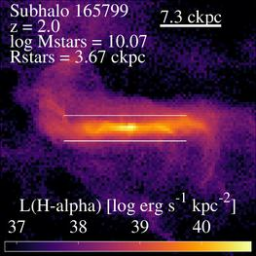 Subhalo 165799
7.3 ckpc
z = 2.0
log Mstars = 10.07
Rstars = 3.67 ckpc
L(H-alpha) [log erg s⁻¹ kpc⁻²]
37 38 39 40